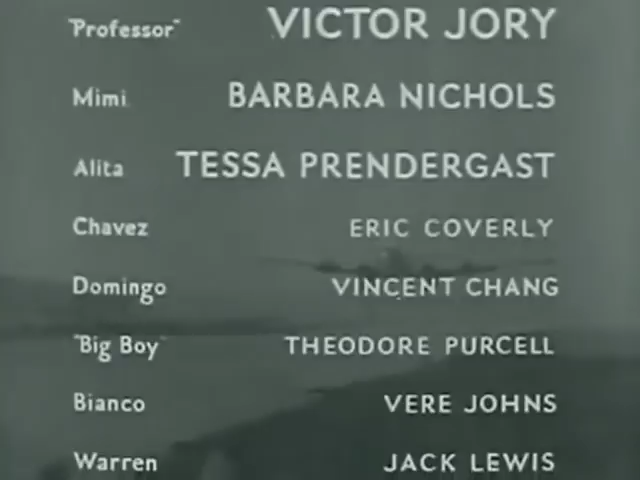 "Professor" VICTOR JORY
Mimi BARBARA NICHOLS
Alita TESSA PRENDERGAST
Chavez ERIC COVERLY
Domingo VINCENT CHANG
"Big Boy" THEODORE PURCELL
Bianco VERE JOHNS
Warren JACK LEWIS